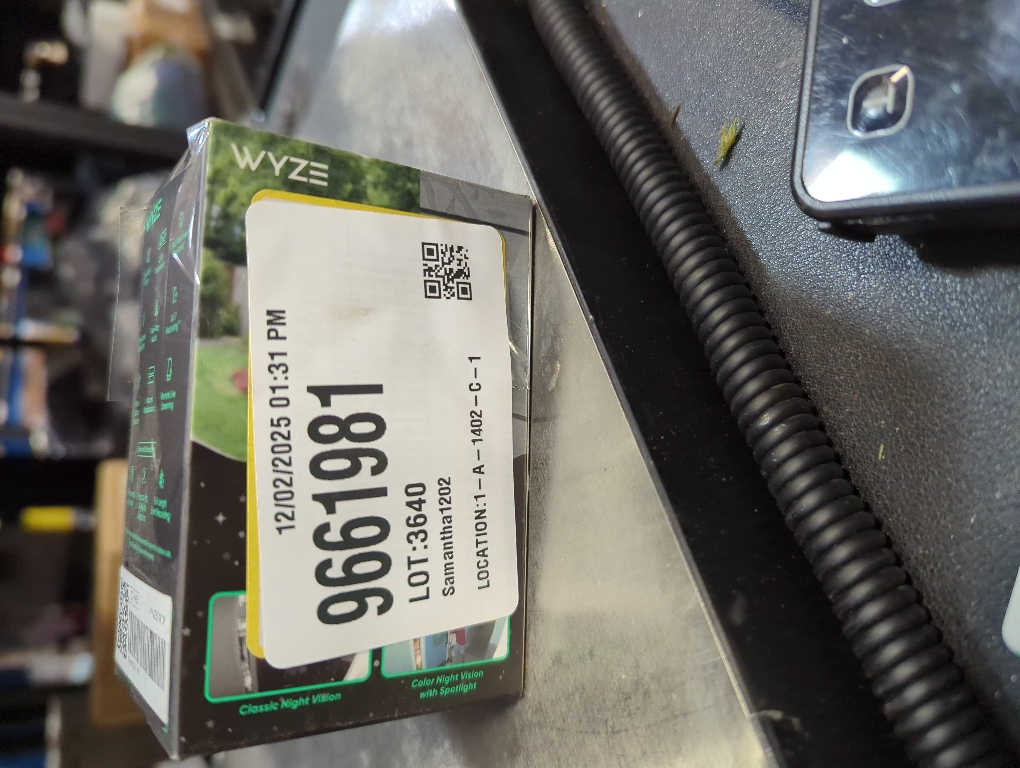 WYZE
12/02/2025 01:31 PM
9661981
LOT:3640
Samantha1202
LOCATION:1-A-1402-C-1
Classic Night Vision
Color Night Vision
with Spotlight
WYZE